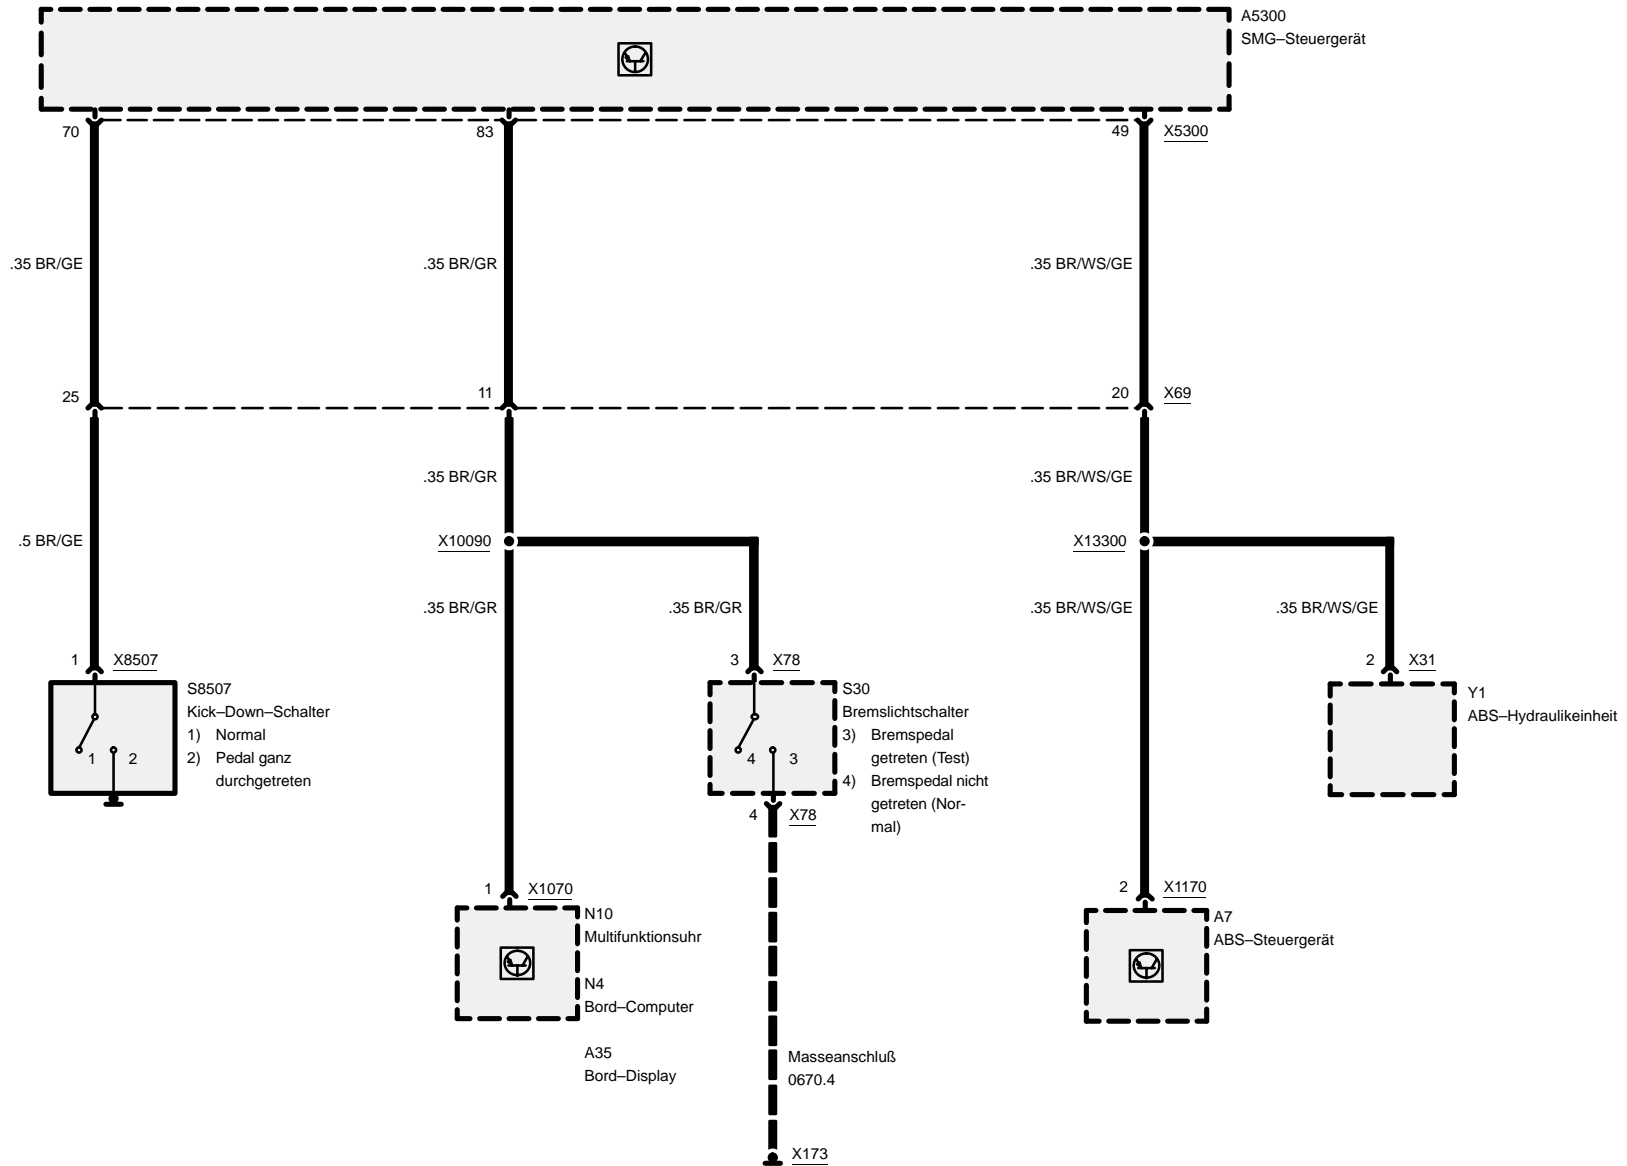 A5300
SMG–Steuergerät
70
83
49
X5300
.35 BR/GE
.35 BR/GR
.35 BR/WS/GE
25
11
20
X69
.35 BR/GR
.35 BR/WS/GE
.5 BR/GE
X10090
X13300
.35 BR/GR
.35 BR/GR
.35 BR/WS/GE
.35 BR/WS/GE
1
X8507
3
X78
2
X31
S8507
Kick–Down–Schalter
1) Normal
2) Pedal ganz
durchgetreten
1
2
S30
Bremslichtschalter
3) Bremspedal
getreten (Test)
4) Bremspedal nicht
getreten (Nor-
mal)
4
3
Y1
ABS–Hydraulikeinheit
4
X78
1
X1070
2
X1170
N10
Multifunktionsuhr
N4
Bord–Computer
A35
Bord–Display
A7
ABS–Steuergerät
Masseanschluß
0670.4
X173